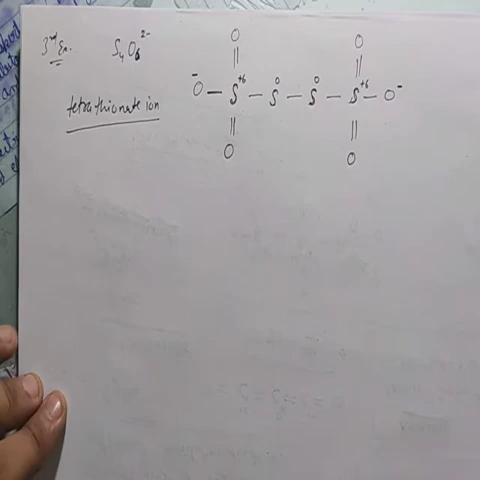 3rd Ex. S4O6 2-
tetrathionate ion
O O
|| ||
-O - S+6 - S0 - S0 - S+6 - O-
|| ||
O O